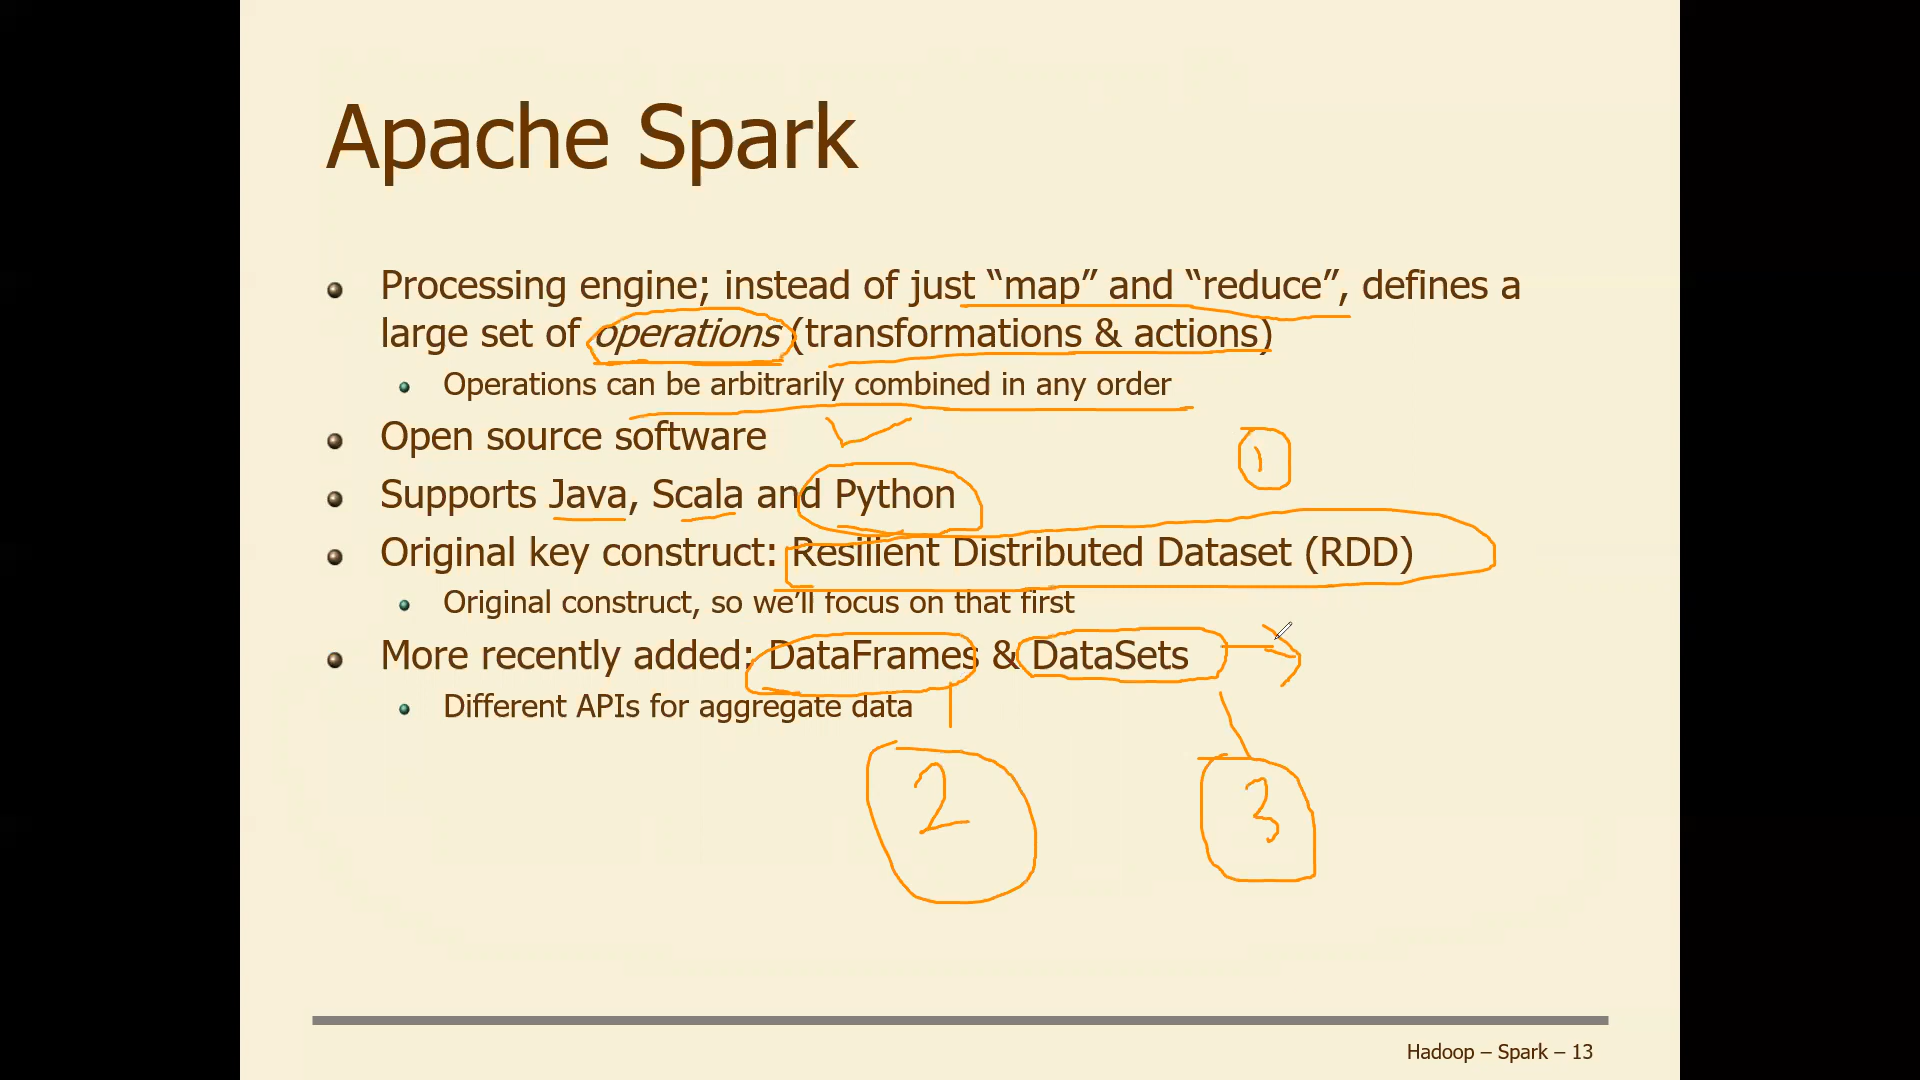 Apache Spark
Processing engine; instead of just “map” and “reduce”, defines a
large set of operations (transformations & actions)
Operations can be arbitrarily combined in any order
Open source software
1
Supports Java, Scala and Python
Original key construct: Resilient Distributed Dataset (RDD)
Original construct, so we’ll focus on that first
More recently added: DataFrames & DataSets
Different APIs for aggregate data
2 3
Hadoop – Spark – 13